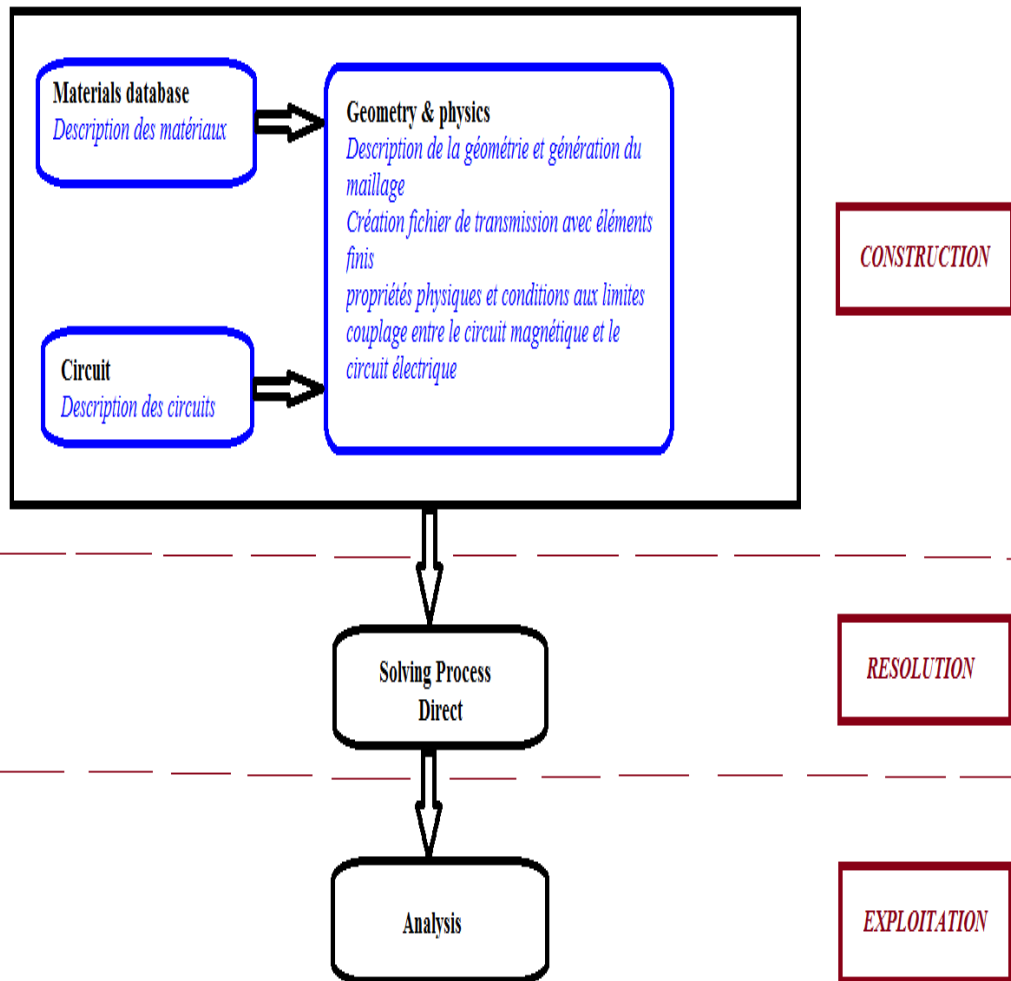 Materials database
Description des matériaux
Geometry & physics
Description de la géométrie et génération du
maillage
Création fichier de transmission avec éléments
finis
propriétés physiques et conditions aux limites
couplage entre le circuit magnétique et le
circuit électrique
Circuit
Description des circuits
CONSTRUCTION
Solving Process
Direct
RESOLUTION
Analysis
EXPLOITATION